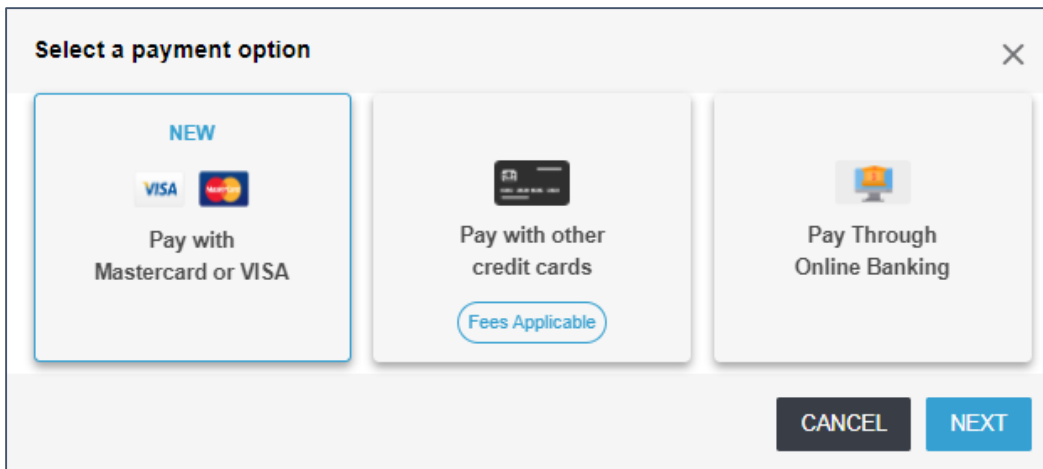 Select a payment option
NEW
VISA
Pay with
Mastercard or VISA
Pay with other
credit cards
Fees Applicable
Pay Through
Online Banking
CANCEL
NEXT